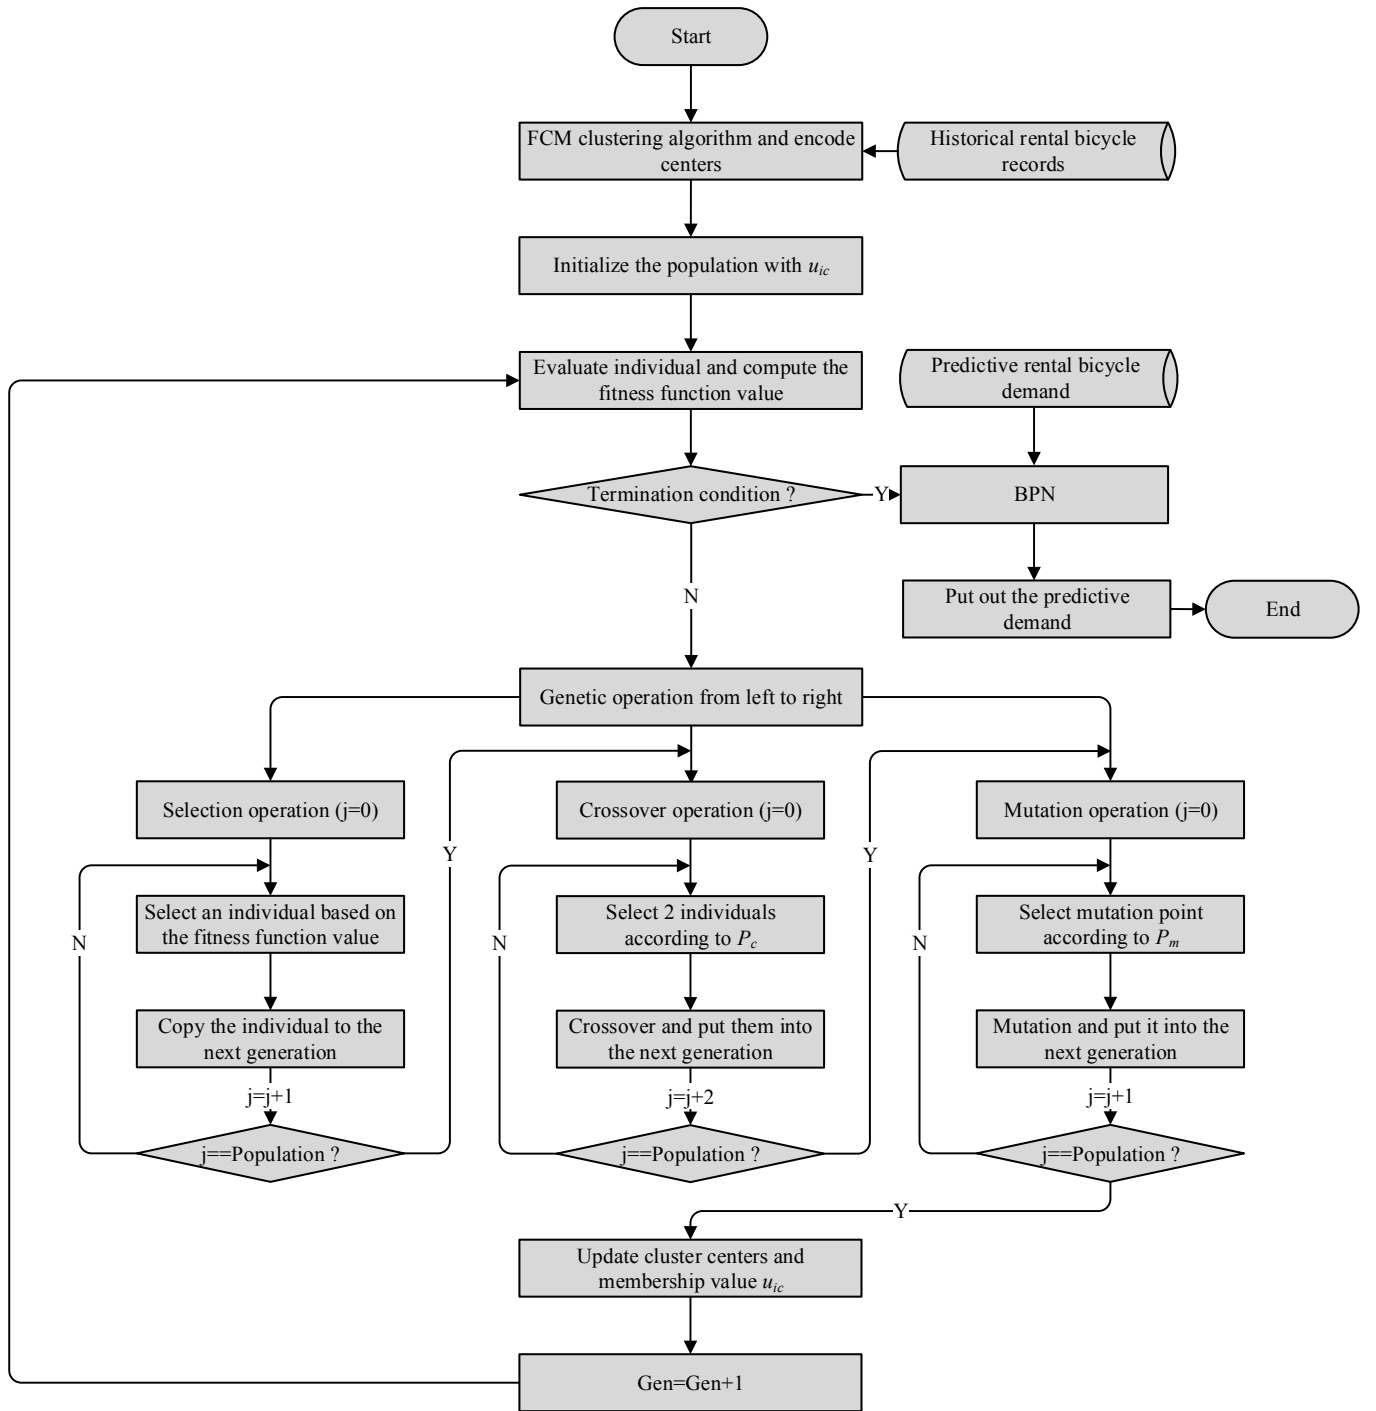 Start
FCM clustering algorithm and encode
centers
Historical rental bicycle
records
Initialize the population with u_ic
Evaluate individual and compute the
fitness function value
Predictive rental bicycle
demand
Termination condition ?
Y
BPN
N
Put out the predictive
demand
End
Genetic operation from left to right
Selection operation (j=0)
Crossover operation (j=0)
Mutation operation (j=0)
Y
Y
Select an individual based on
the fitness function value
N
Select 2 individuals
according to P_c
N
Select mutation point
according to P_m
N
Copy the individual to the
next generation
Crossover and put them into
the next generation
Mutation and put it into the
next generation
j=j+1
j=j+2
j=j+1
j==Population ?
j==Population ?
j==Population ?
Y
Update cluster centers and
membership value u_ic
Gen=Gen+1